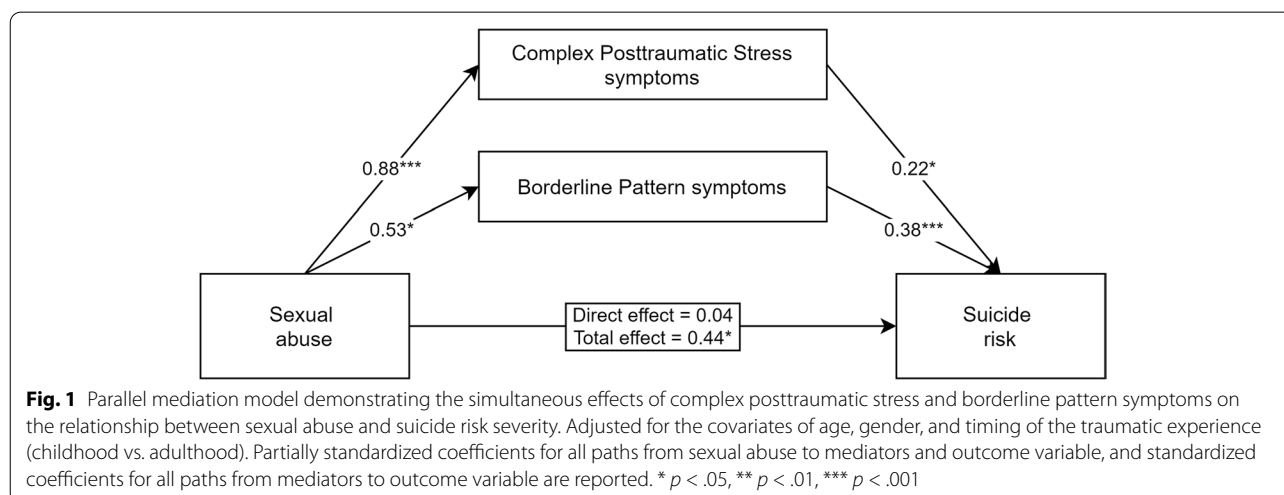 Complex Posttraumatic Stress
symptoms
0.88***
0.22*
Borderline Pattern symptoms
0.53*
0.38***
Sexual
abuse
Direct effect = 0.04
Total effect = 0.44*
Suicide
risk
Fig. 1 Parallel mediation model demonstrating the simultaneous effects of complex posttraumatic stress and borderline pattern symptoms on
the relationship between sexual abuse and suicide risk severity. Adjusted for the covariates of age, gender, and timing of the traumatic experience
(childhood vs. adulthood). Partially standardized coefficients for all paths from sexual abuse to mediators and outcome variable, and standardized
coefficients for all paths from mediators to outcome variable are reported. * p < .05, ** p < .01, *** p < .001